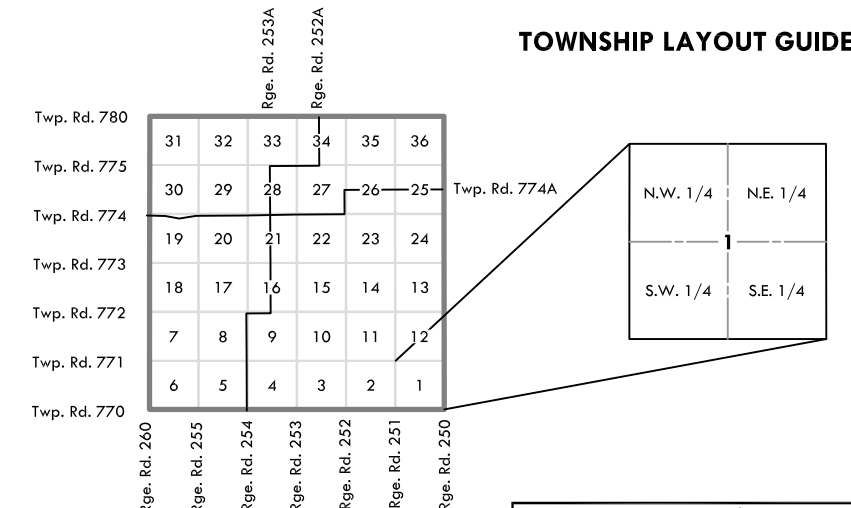 TOWNSHIP LAYOUT GUIDE
Rge. Rd. 253A
Rge. Rd. 252A
Twp. Rd. 780
31 32 33 34 35 36
Twp. Rd. 775
30 29 28 27 26 25 Twp. Rd. 774A
Twp. Rd. 774
19 20 21 22 23 24
Twp. Rd. 773
18 17 16 15 14 13
Twp. Rd. 772
7 8 9 10 11 12
Twp. Rd. 771
6 5 4 3 2 1
Twp. Rd. 770
Rge. Rd. 260
Rge. Rd. 255
Rge. Rd. 254
Rge. Rd. 253
Rge. Rd. 252
Rge. Rd. 251
Rge. Rd. 250
N.W. 1/4 N.E. 1/4
1
S.W. 1/4 S.E. 1/4